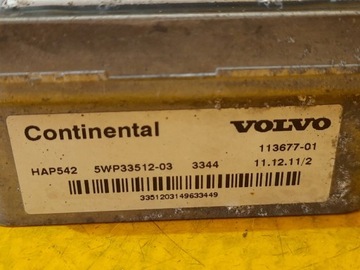 Continental VOLVO
113677-01
HAP542 5WP33512-03 3344 11.12.11/2
3351203149633449